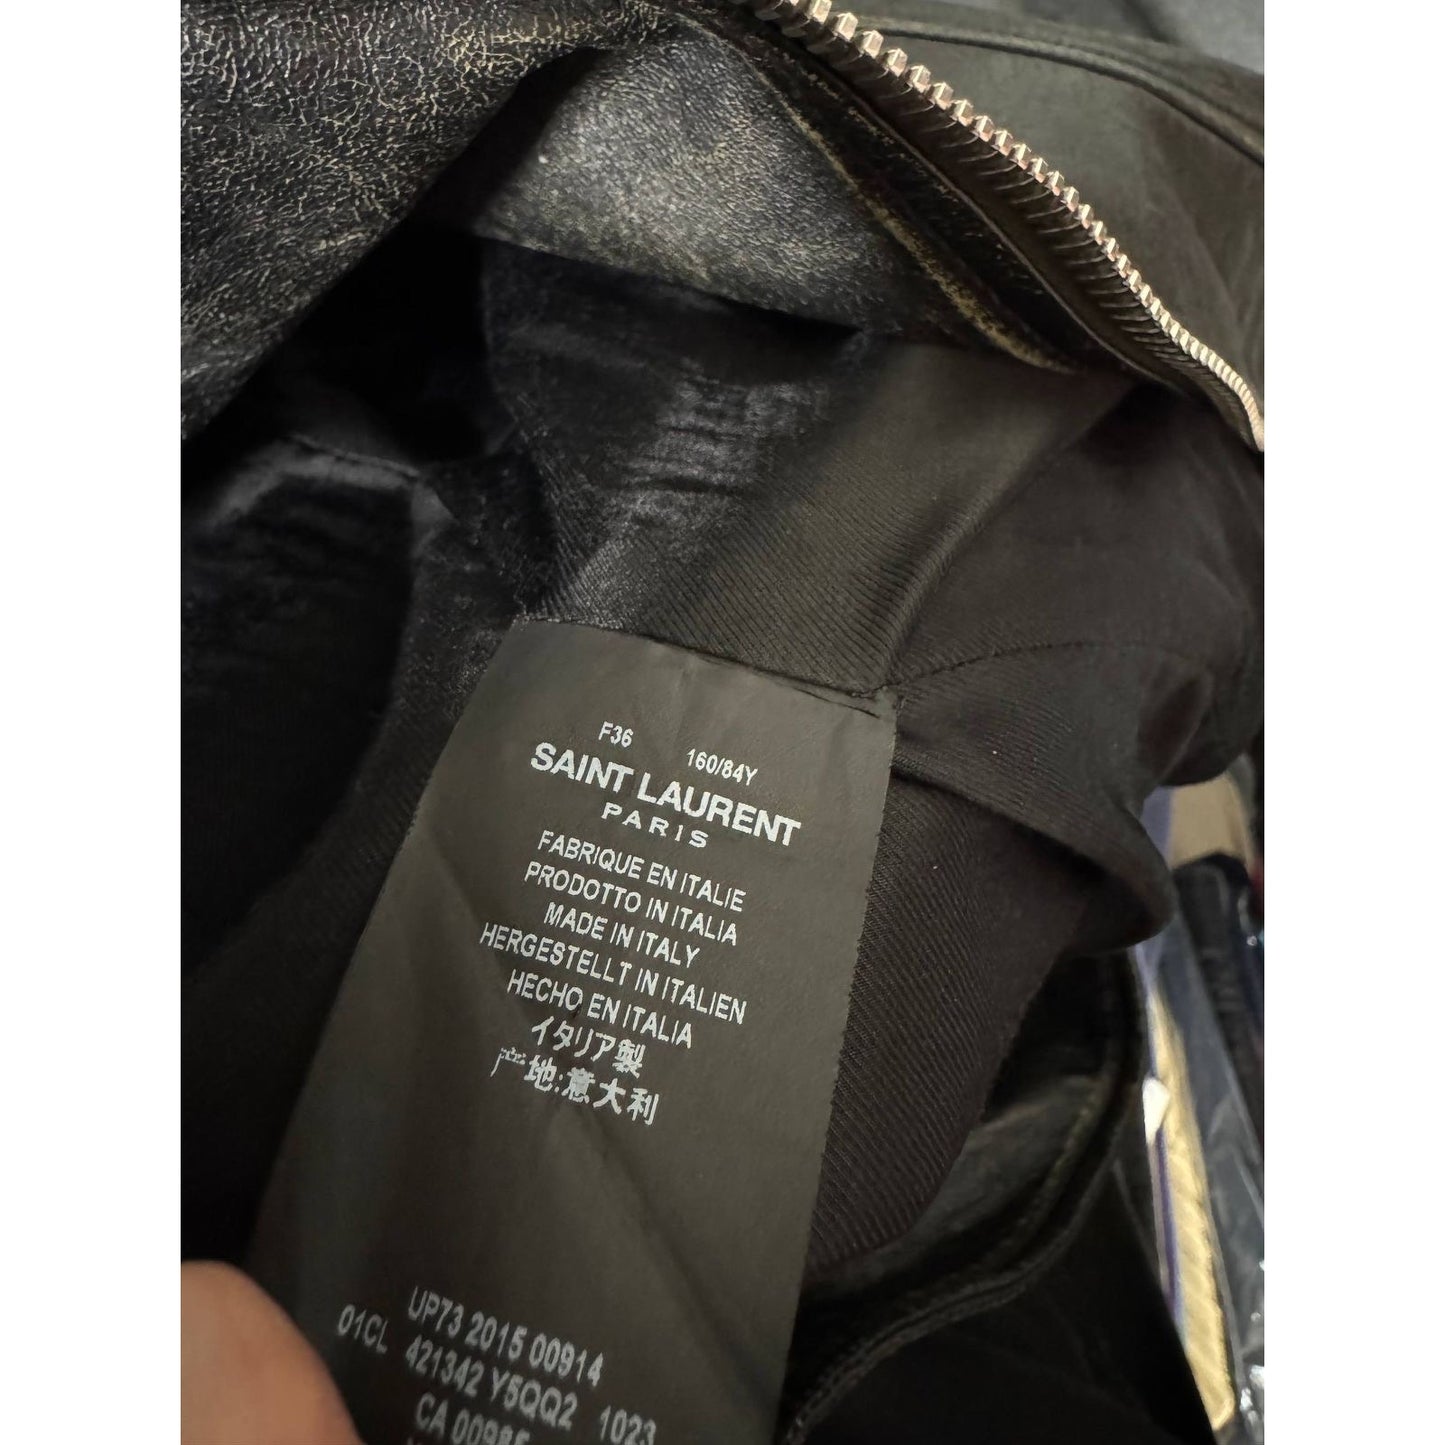 F36 160/84Y
SAINT LAURENT
PARIS
FABRIQUE EN ITALIE
PRODOTTO IN ITALIA
MADE IN ITALY
HERGESTELLT IN ITALIEN
HECHO EN ITALIA
イタリア製
产地:意大利
UP73 2015 00914
01CL 421342 Y5QQ2 1023
CA 00985